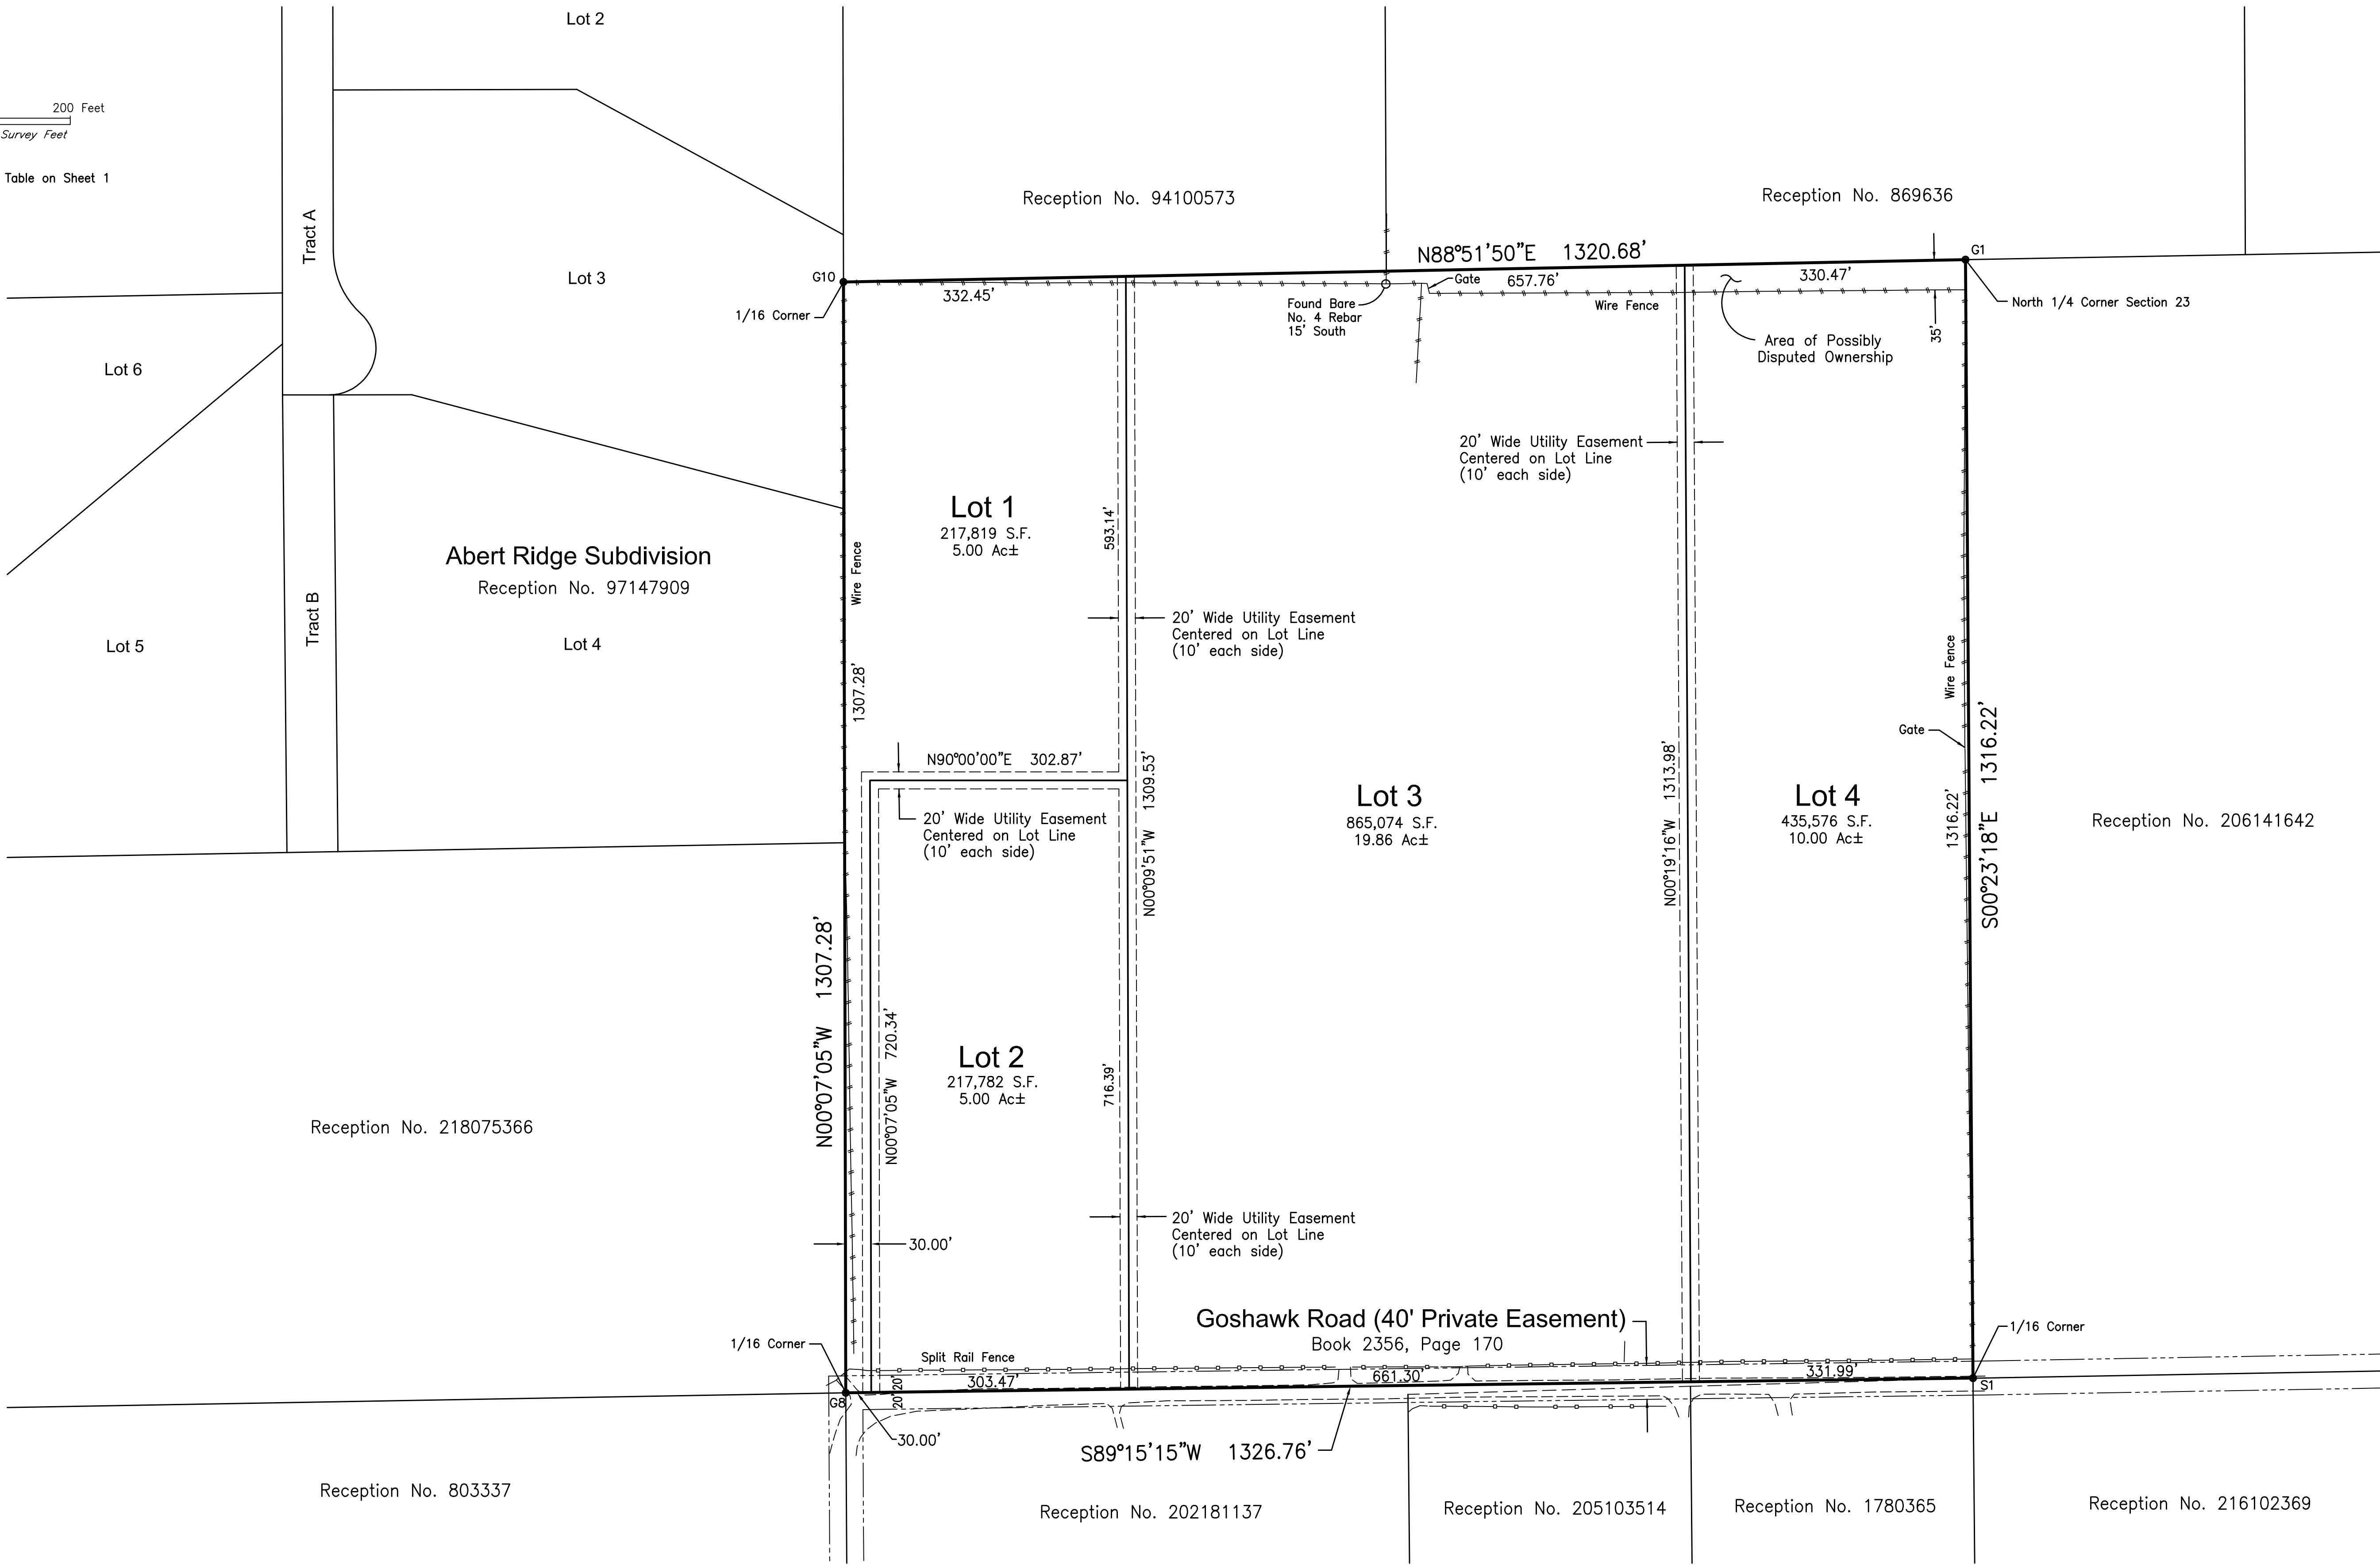 Lot 2
200 Feet
Survey Feet
Table on Sheet 1
Tract A
Lot 3
Lot 6
Reception No. 94100573
Reception No. 869636
N88°51'50"E 1320.68'
G1
G10
332.45'
Gate
657.76'
330.47'
1/16 Corner
Found Bare
No. 4 Rebar
15' South
Wire Fence
North 1/4 Corner Section 23
35'
Area of Possibly
Disputed Ownership
20' Wide Utility Easement
Centered on Lot Line
(10' each side)
Lot 1
217,819 S.F.
5.00 Ac±
593.14'
Abert Ridge Subdivision
Reception No. 97147909
Wire Fence
Tract B
Lot 5
Lot 4
20' Wide Utility Easement
Centered on Lot Line
(10' each side)
1307.28'
Wire Fence
Gate
N90°00'00"E 302.87'
20' Wide Utility Easement
Centered on Lot Line
(10' each side)
N00°09'51"W 1309.53'
Lot 3
865,074 S.F.
19.86 Ac±
N00°19'16"W 1313.98'
Lot 4
435,576 S.F.
10.00 Ac±
1316.22'
S00°23'18"E 1316.22'
Reception No. 206141642
N00°07'05"W 1307.28'
N00°07'05"W 720.34'
Lot 2
217,782 S.F.
5.00 Ac±
716.39'
Reception No. 218075366
20' Wide Utility Easement
Centered on Lot Line
(10' each side)
30.00'
Goshawk Road (40' Private Easement)
Book 2356, Page 170
1/16 Corner
1/16 Corner
Split Rail Fence
303.47'
661.30'
331.99'
G8
20'
20'
S1
30.00'
S89°15'15"W 1326.76'
Reception No. 803337
Reception No. 202181137
Reception No. 205103514
Reception No. 1780365
Reception No. 216102369